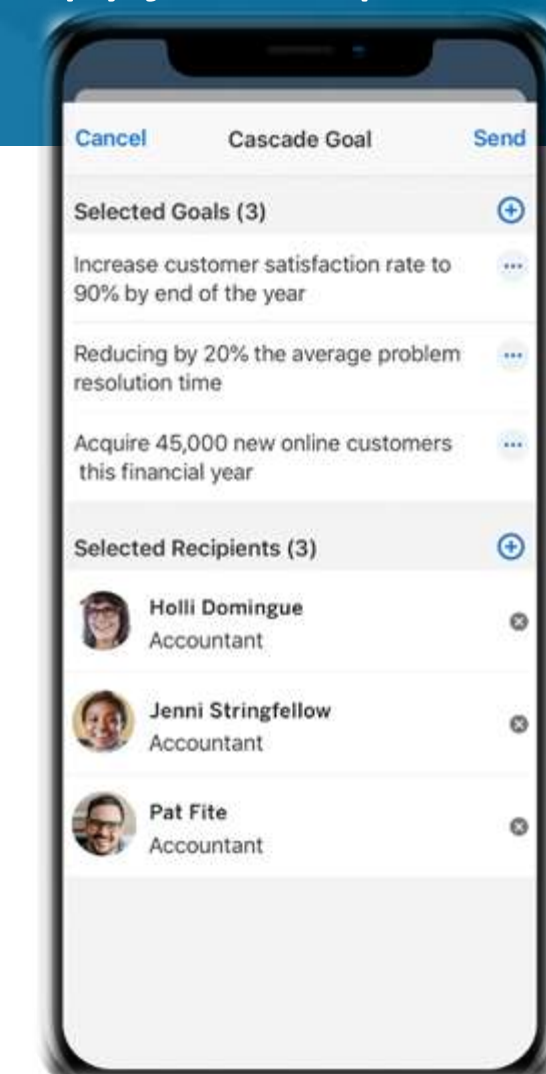 Cancel Cascade Goal Send
Selected Goals (3)
Increase customer satisfaction rate to
90% by end of the year
Reducing by 20% the average problem
resolution time
Acquire 45,000 new online customers
this financial year
Selected Recipients (3)
Holli Domingue
Accountant
Jenni Stringfellow
Accountant
Pat Fite
Accountant